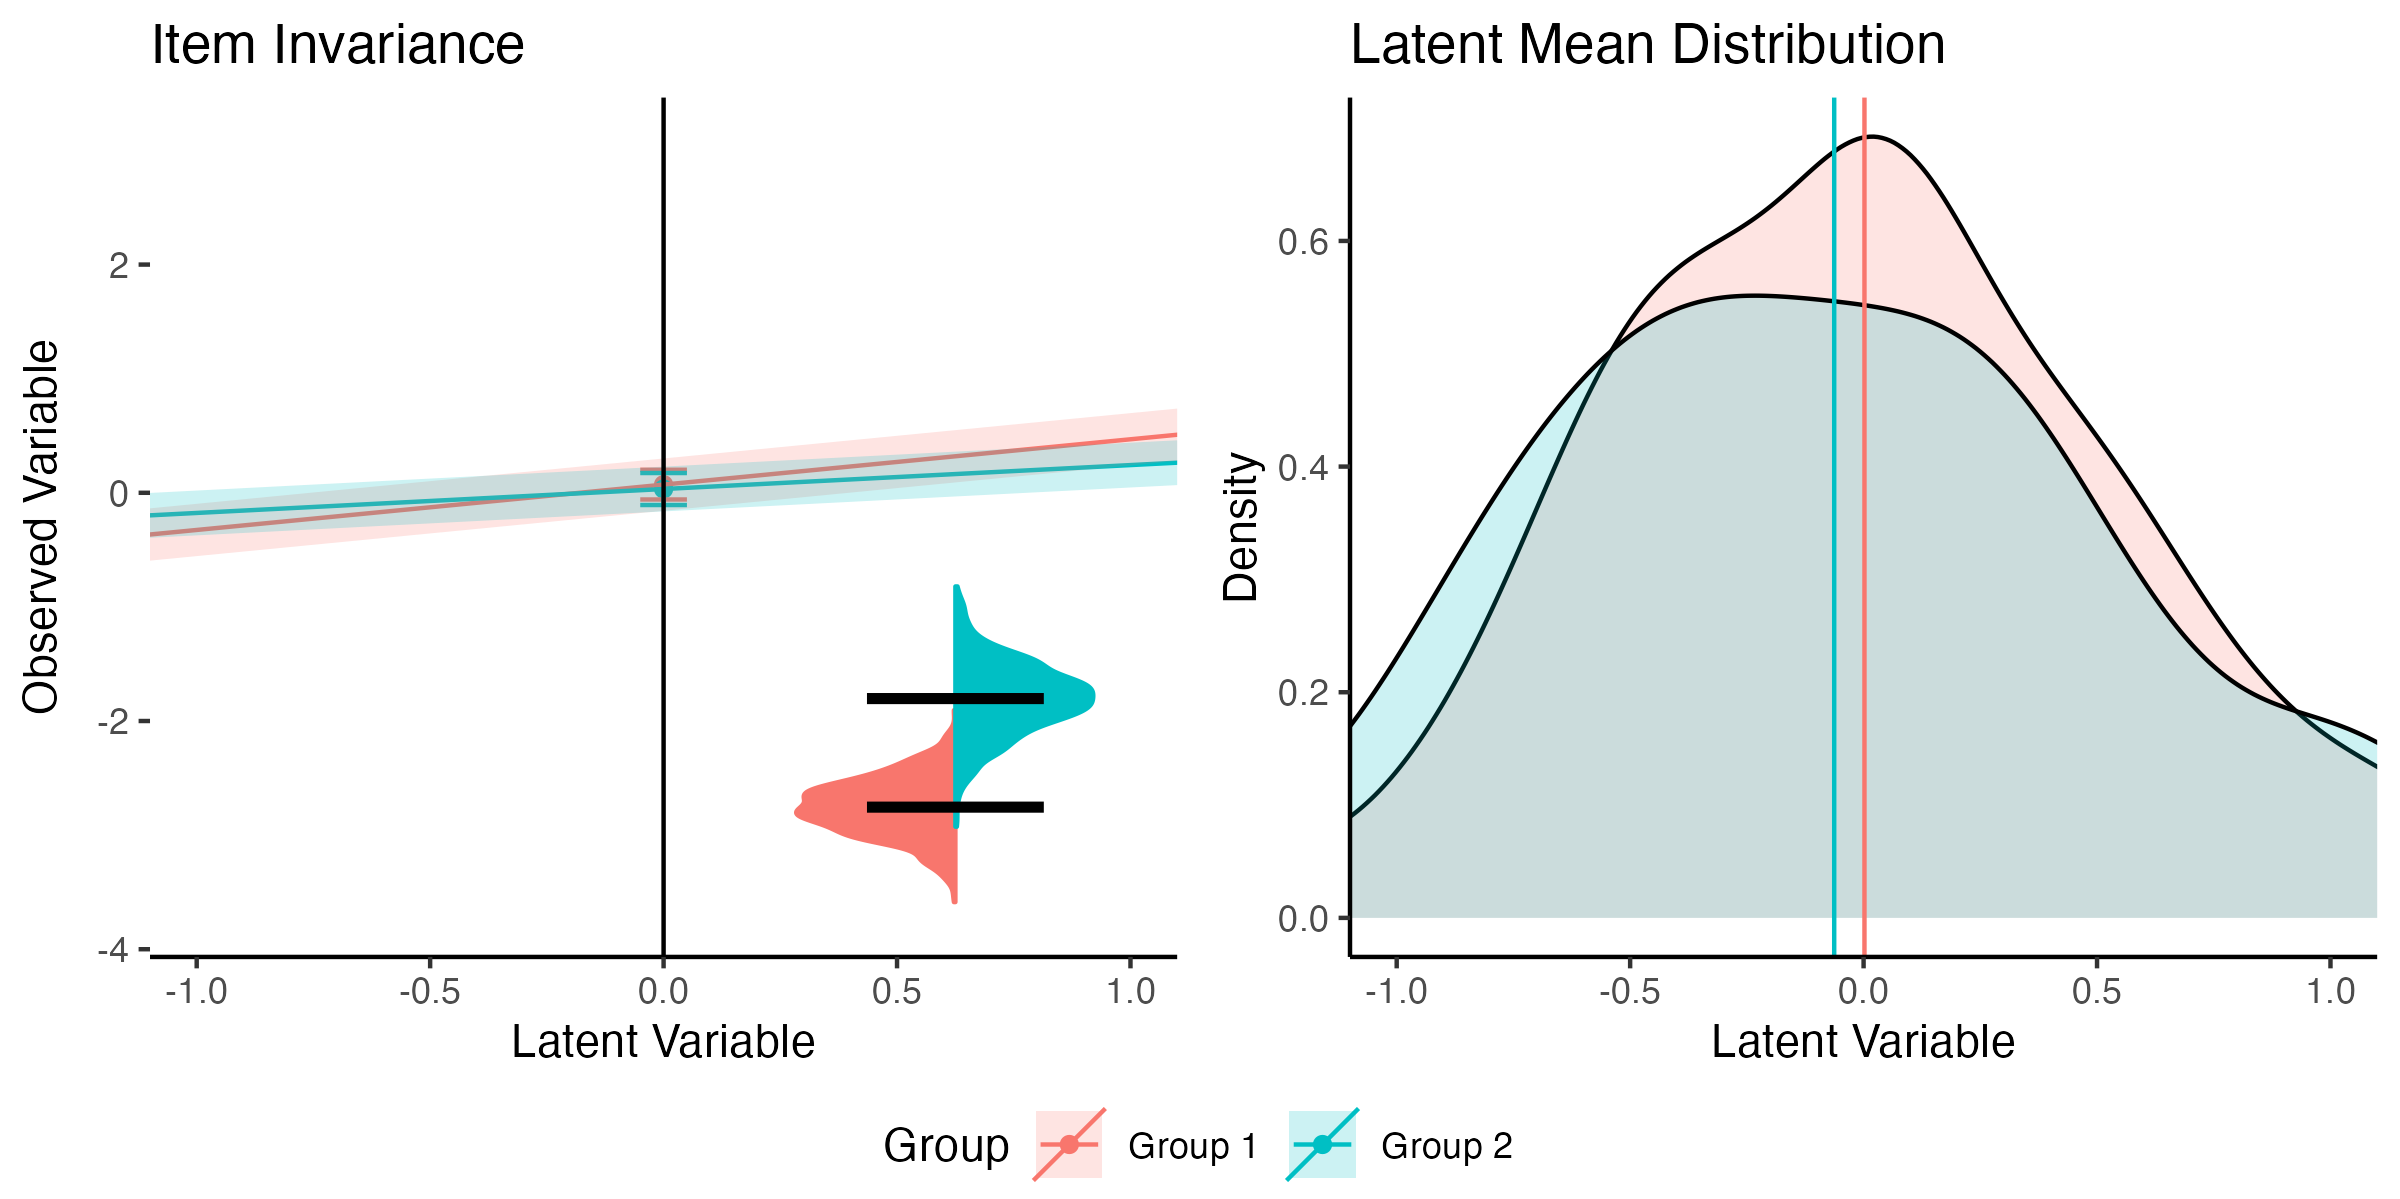 Item Invariance
Observed Variable
2
0
-2
-4
-1.0 -0.5 0.0 0.5 1.0
Latent Variable
Latent Mean Distribution
Density
0.6
0.4
0.2
0.0
-1.0 -0.5 0.0 0.5 1.0
Latent Variable
Group Group 1 Group 2